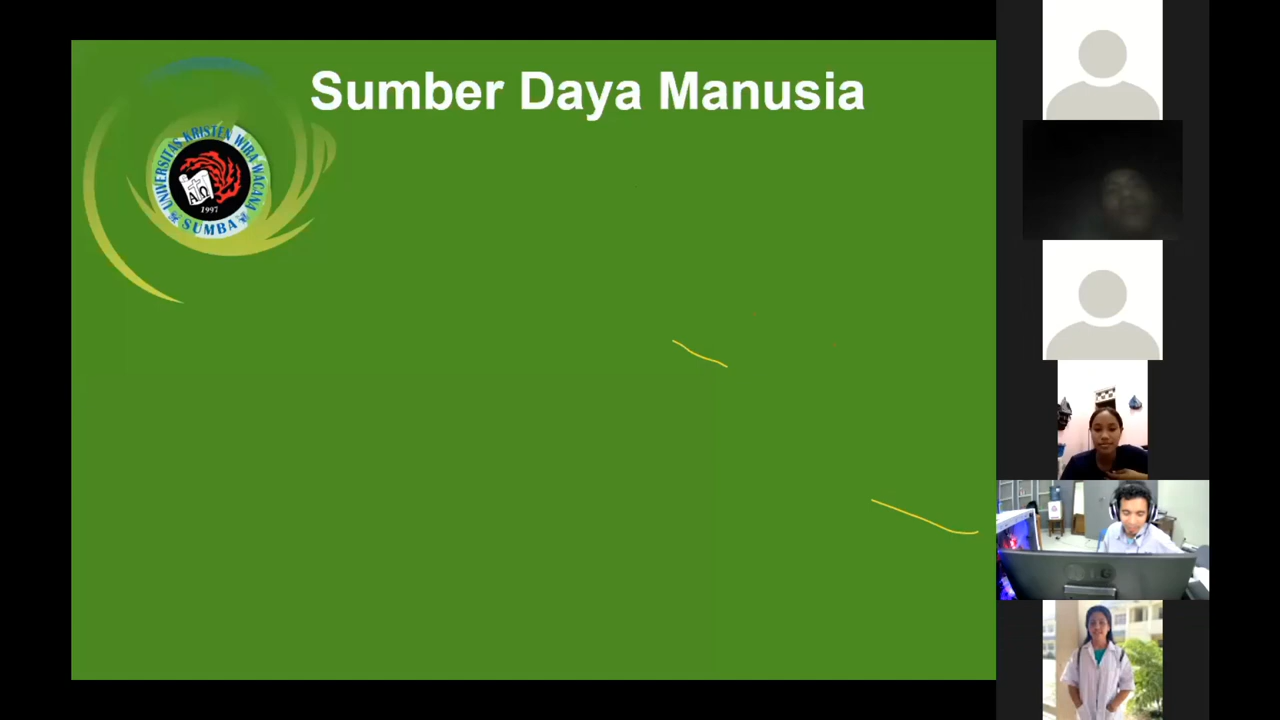 Sumber Daya Manusia
UNIVERSITAS KRISTEN WIRA WACANA
Α Ω
1997
SUMBA